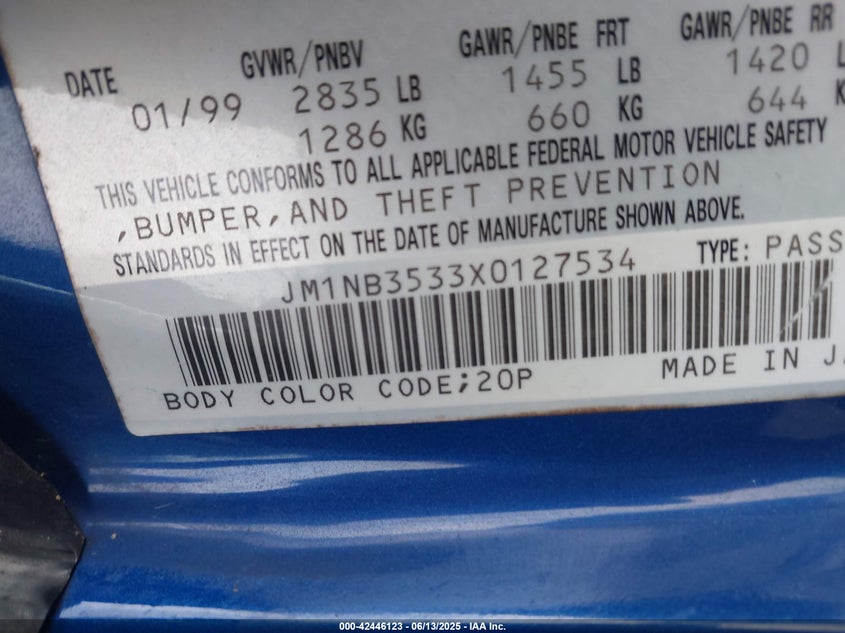 DATE GVWR/PNBV GAWR/PNBE FRT GAWR/PNBE RR
01/99 2835 LB 1455 LB 1420 L
1286 KG 660 KG 644 K
THIS VEHICLE CONFORMS TO ALL APPLICABLE FEDERAL MOTOR VEHICLE SAFETY
,BUMPER,AND THEFT PREVENTION
STANDARDS IN EFFECT ON THE DATE OF MANUFACTURE SHOWN ABOVE.
JM1NB3533X0127534 TYPE: PASS
BODY COLOR CODE;20P MADE IN JA
000-42446123 | 06/13/2025 - IAA Inc.